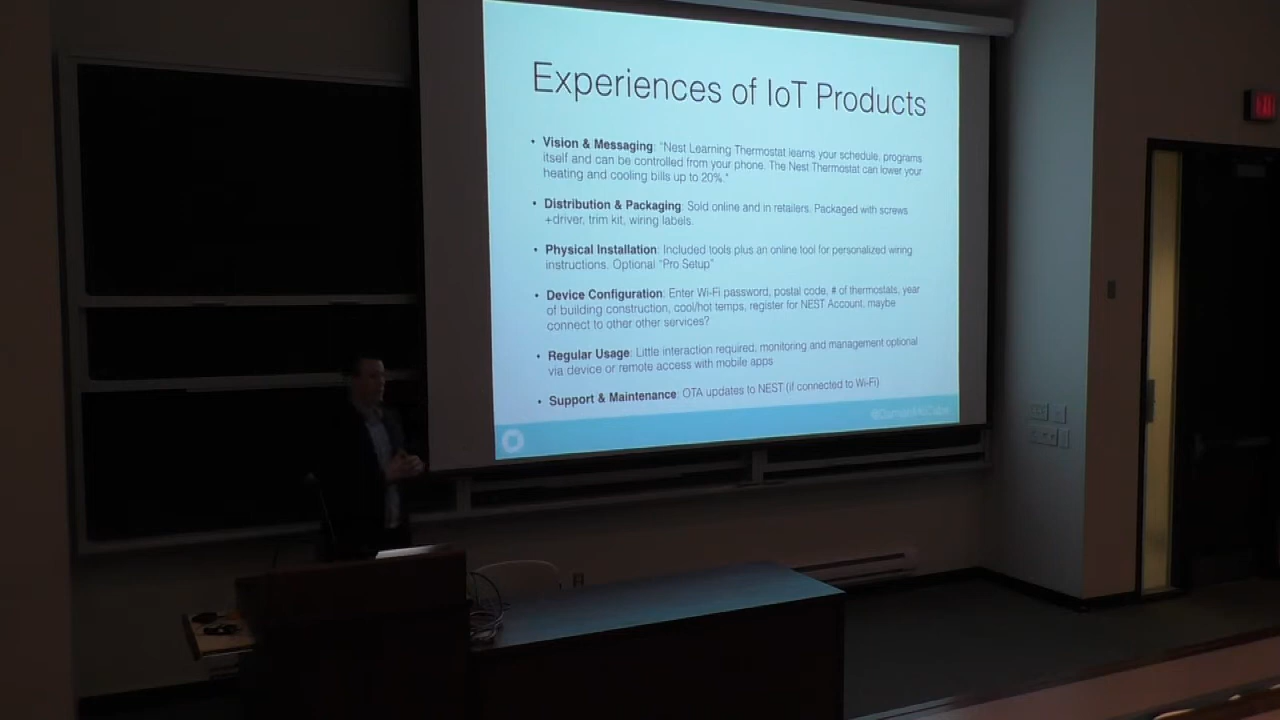 Experiences of IoT Products
• Vision & Messaging: "Nest Learning Thermostat learns your schedule, programs
itself and can be controlled from your phone. The Nest Thermostat can lower your
heating and cooling bills up to 20%."
• Distribution & Packaging: Sold online and in retailers. Packaged with screws
+driver, trim kit, wiring labels.
• Physical Installation: Included tools plus an online tool for personalized wiring
instructions. Optional "Pro Setup"
• Device Configuration: Enter Wi-Fi password, postal code, # of thermostats, year
of building construction, cool/hot temps, register for NEST Account, maybe
connect to other other services?
• Regular Usage: Little interaction required, monitoring and management optional
via device or remote access with mobile apps
• Support & Maintenance: OTA updates to NEST (if connected to Wi-Fi)